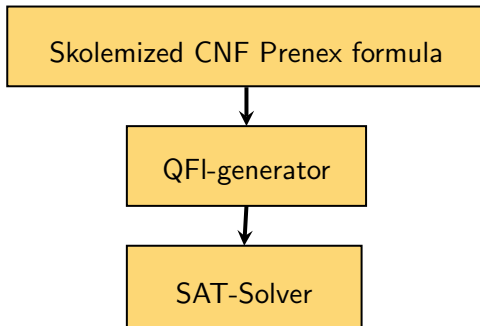 Skolemized CNF Prenex formula
QFI-generator
SAT-Solver